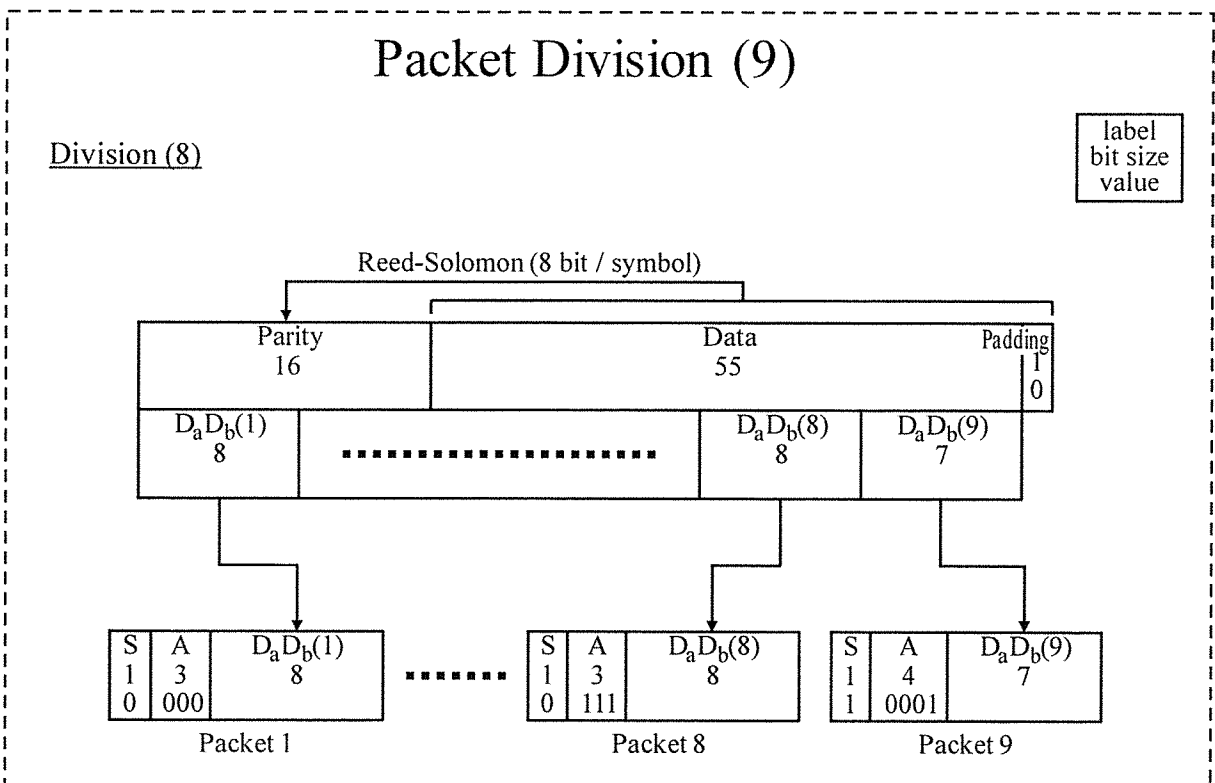 Packet Division (9)
Division (8)
label
bit size
value
Reed-Solomon (8 bit / symbol)
Parity
16
Data
55
Padding
1
0
DaDb(1)
8
DaDb(8)
8
DaDb(9)
7
S
1
0
A
3
000
DaDb(1)
8
S
1
0
A
3
111
DaDb(8)
8
S
1
1
A
4
0001
DaDb(9)
7
Packet 1
Packet 8
Packet 9